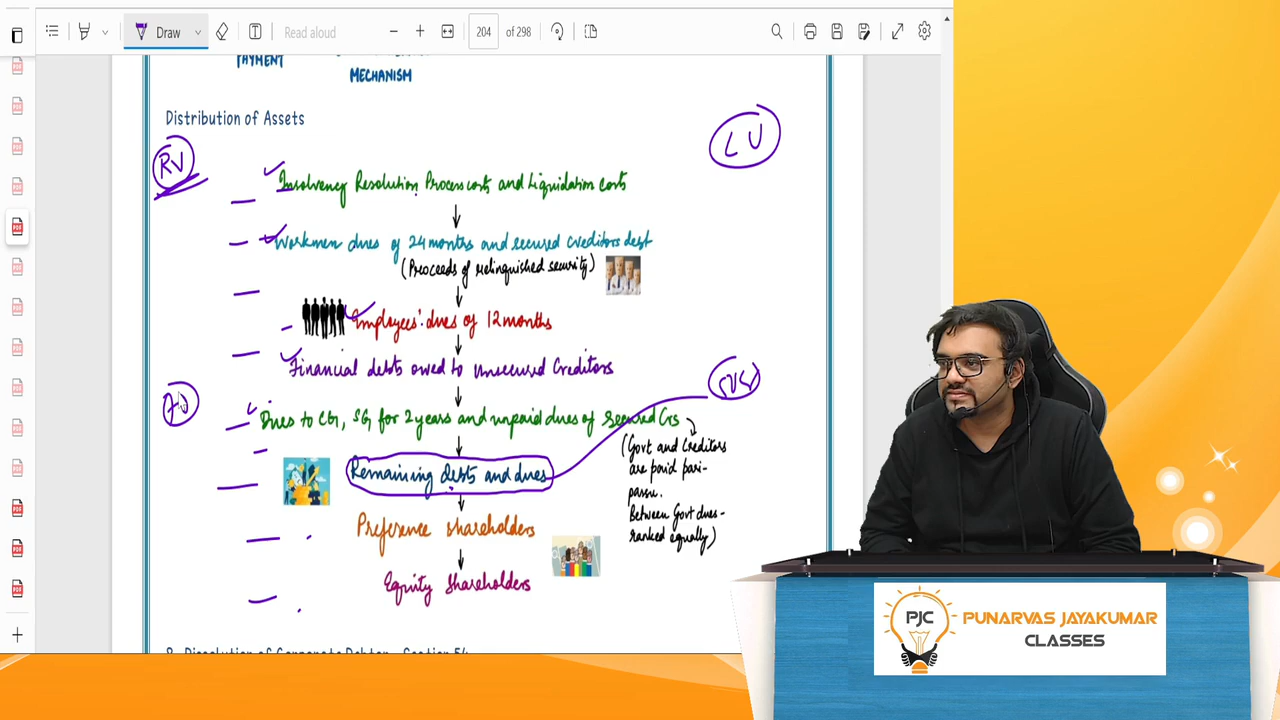 Draw
Read aloud
204 of 298
PAYMENT
MECHANISM
Distribution of Assets
RV
LU
Insolvency Resolution Process costs and Liquidation costs
Workmen dues of 24 months and secured creditors debt
(Proceeds of relinquished security)
Employees' dues of 12 months
Financial debts owed to Unsecured Creditors
Dues to CG, SG for 2 years and unpaid dues of secured Crs
(Govt and Creditors
are paid pari-
passu.
Between Govt dues-
ranked equally)
Remaining debts and dues
Preference shareholders
Equity Shareholders
PJC
PUNARVAS JAYAKUMAR
CLASSES